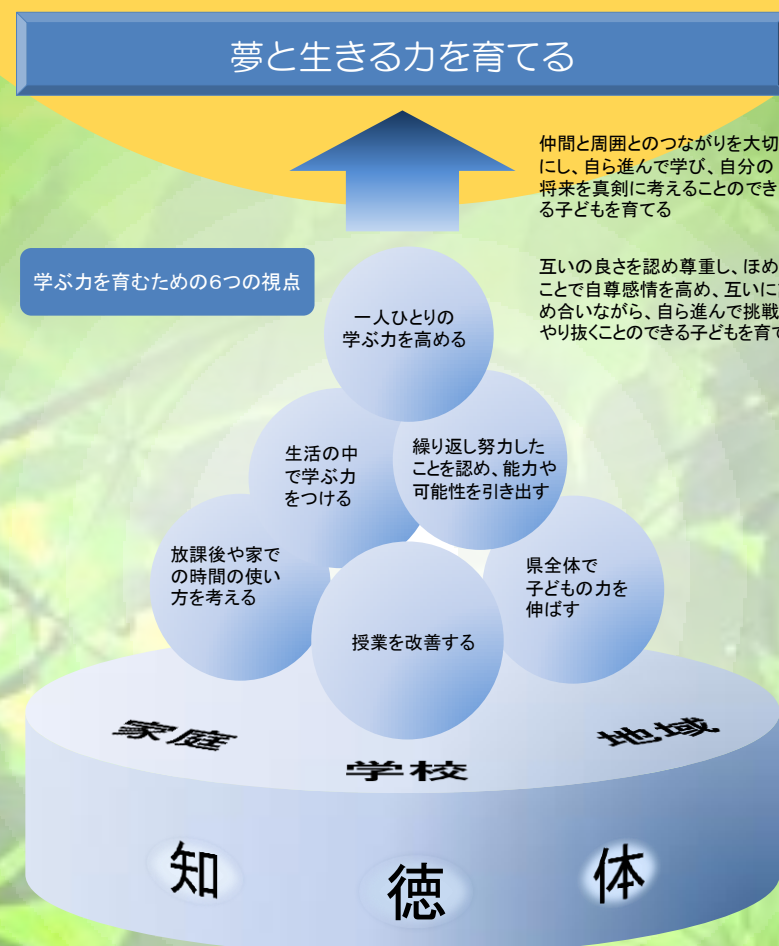 夢と生きる力を育てる
仲間と周囲とのつながりを大切
にし、自ら進んで学び、自分の
将来を真剣に考えることのでき
る子どもを育てる
学ぶ力を育むための6つの視点
互いの良さを認め尊重し、ほめ
ことで自尊感情を高め、互いに
め合いながら、自ら進んで挑戦
やり抜くことのできる子どもを育て
一人ひとりの
学ぶ力を高める
生活の中
で学ぶ力
をつける
繰り返し努力した
ことを認め、能力や
可能性を引き出す
放課後や家で
の時間の使い
方を考える
県全体で
子どもの力を
伸ばす
授業を改善する
家庭
学校
地域
知
徳
体